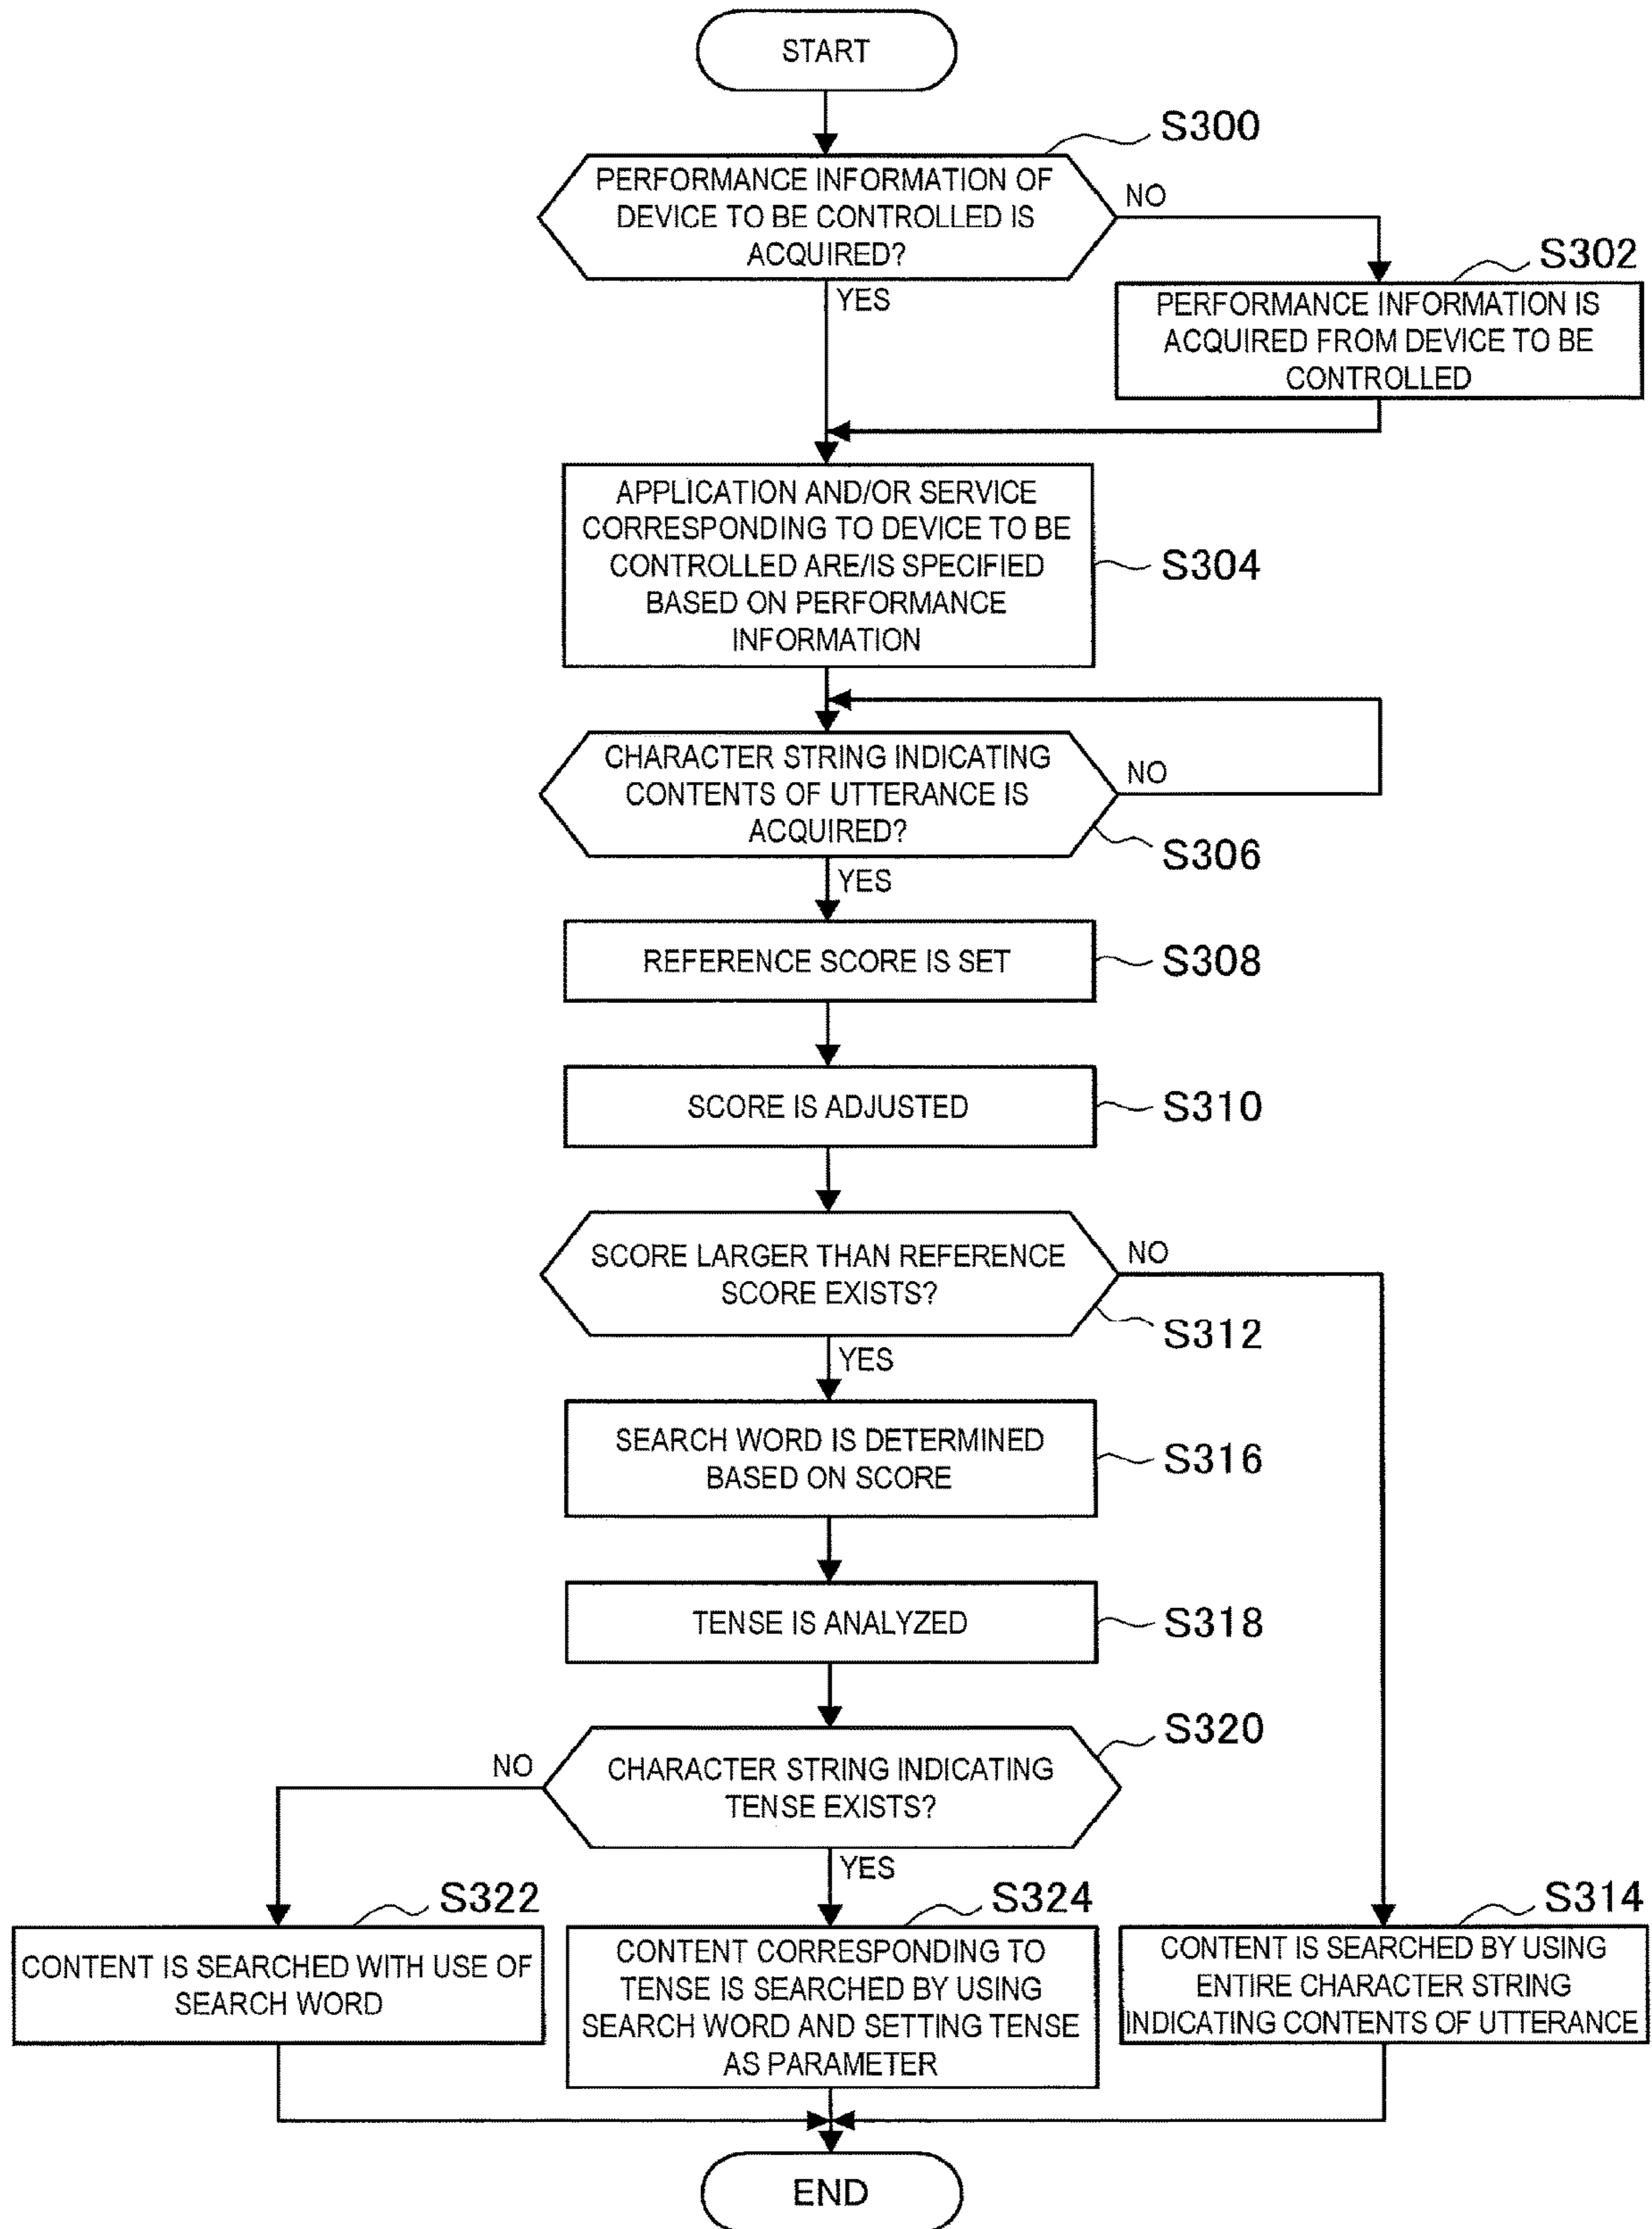 START
S300
PERFORMANCE INFORMATION OF
DEVICE TO BE CONTROLLED IS
ACQUIRED?
NO
YES
S302
PERFORMANCE INFORMATION IS
ACQUIRED FROM DEVICE TO BE
CONTROLLED
APPLICATION AND/OR SERVICE
CORRESPONDING TO DEVICE TO BE
CONTROLLED ARE/IS SPECIFIED
BASED ON PERFORMANCE
INFORMATION
S304
CHARACTER STRING INDICATING
CONTENTS OF UTTERANCE IS
ACQUIRED?
NO
S306
YES
REFERENCE SCORE IS SET
S308
SCORE IS ADJUSTED
S310
SCORE LARGER THAN REFERENCE
SCORE EXISTS?
NO
S312
YES
SEARCH WORD IS DETERMINED
BASED ON SCORE
S316
TENSE IS ANALYZED
S318
S320
NO
CHARACTER STRING INDICATING
TENSE EXISTS?
YES
S322
CONTENT IS SEARCHED WITH USE OF
SEARCH WORD
S324
CONTENT CORRESPONDING TO
TENSE IS SEARCHED BY USING
SEARCH WORD AND SETTING TENSE
AS PARAMETER
S314
CONTENT IS SEARCHED BY USING
ENTIRE CHARACTER STRING
INDICATING CONTENTS OF UTTERANCE
END